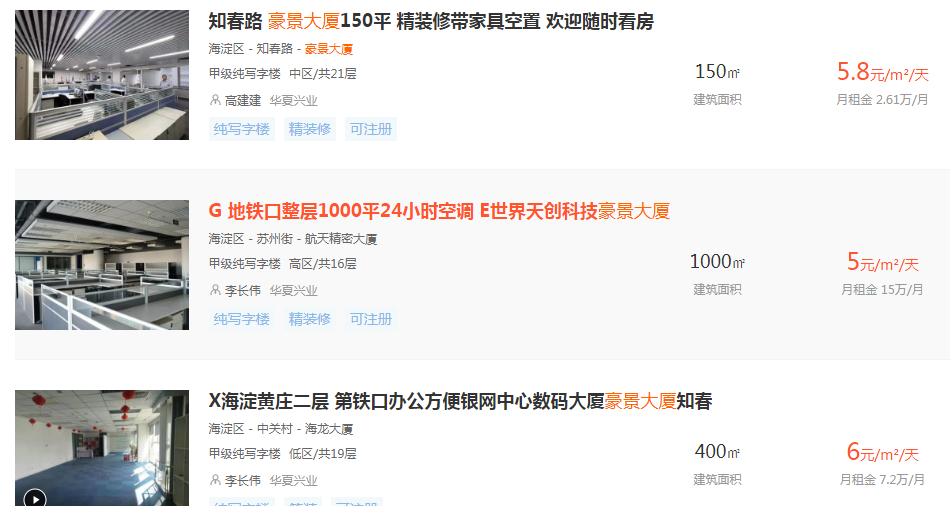 知春路 豪景大厦150平 精装修带家具空置 欢迎随时看房
海淀区 - 知春路 - 豪景大厦
甲级纯写字楼 中区/共21层
高建建 华夏兴业
纯写字楼 精装修 可注册
150㎡
建筑面积
5.8元/m²/天
月租金 2.61万/月
G 地铁口整层1000平24小时空调 E世界天创科技豪景大厦
海淀区 - 苏州街 - 航天精密大厦
甲级纯写字楼 高区/共16层
李长伟 华夏兴业
纯写字楼 精装修 可注册
1000㎡
建筑面积
5元/m²/天
月租金 15万/月
X海淀黄庄二层 第铁口办公方便银网中心数码大厦豪景大厦知春
海淀区 - 中关村 - 海龙大厦
甲级纯写字楼 低区/共19层
李长伟 华夏兴业
400㎡
建筑面积
6元/m²/天
月租金 7.2万/月